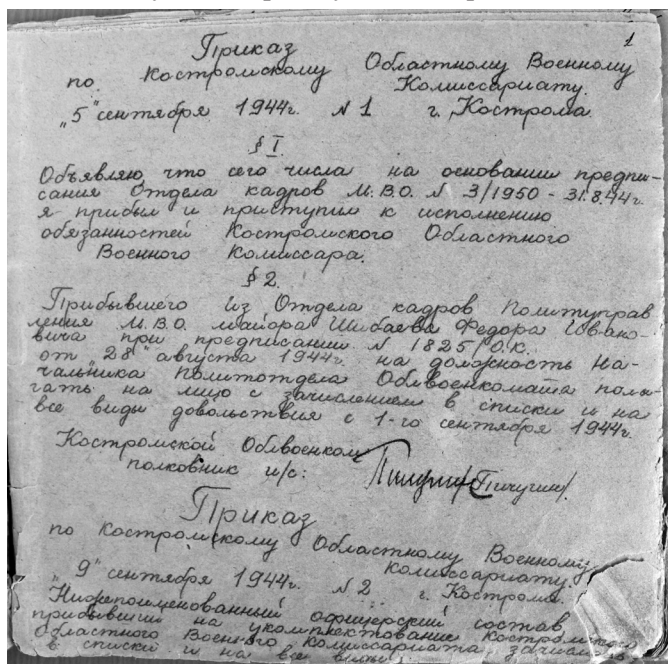 1
Приказ
по Костромскому Областному Военному
Комиссариату.
"5" сентября 1944г. N 1 г. Кострома.
§ I.
Объявляю, что сего числа на основании предпи-
сания Отдела кадров М.В.О. N 3/1950 - 31.8.44г.
я прибыл и приступил к исполнению
обязанностей Костромского Областного
Военного Комиссара.
§ 2.
Прибывшего из Отдела кадров Политуправ
ления М.В.О. майора Шибаева Федора Ивано-
вича при предписании N 1825/О.К.
от "28" августа 1944г. на должность На-
чальника Политотдела Облвоенкомата пола-
гать на лицо с зачислением в списки и на
все виды довольствия с 1-го сентября 1944г.
Костромской Облвоенком
полковник и/с: /Пичугин/.
Приказ
по Костромскому Областному Военному
Комиссариату.
"9" сентября 1944г. N 2 г. Кострома.
Нижепоименованный офицерский состав
прибывший на укомплектование Костромского
Областного Военного Комиссариата зачислить
в списки и на все виды